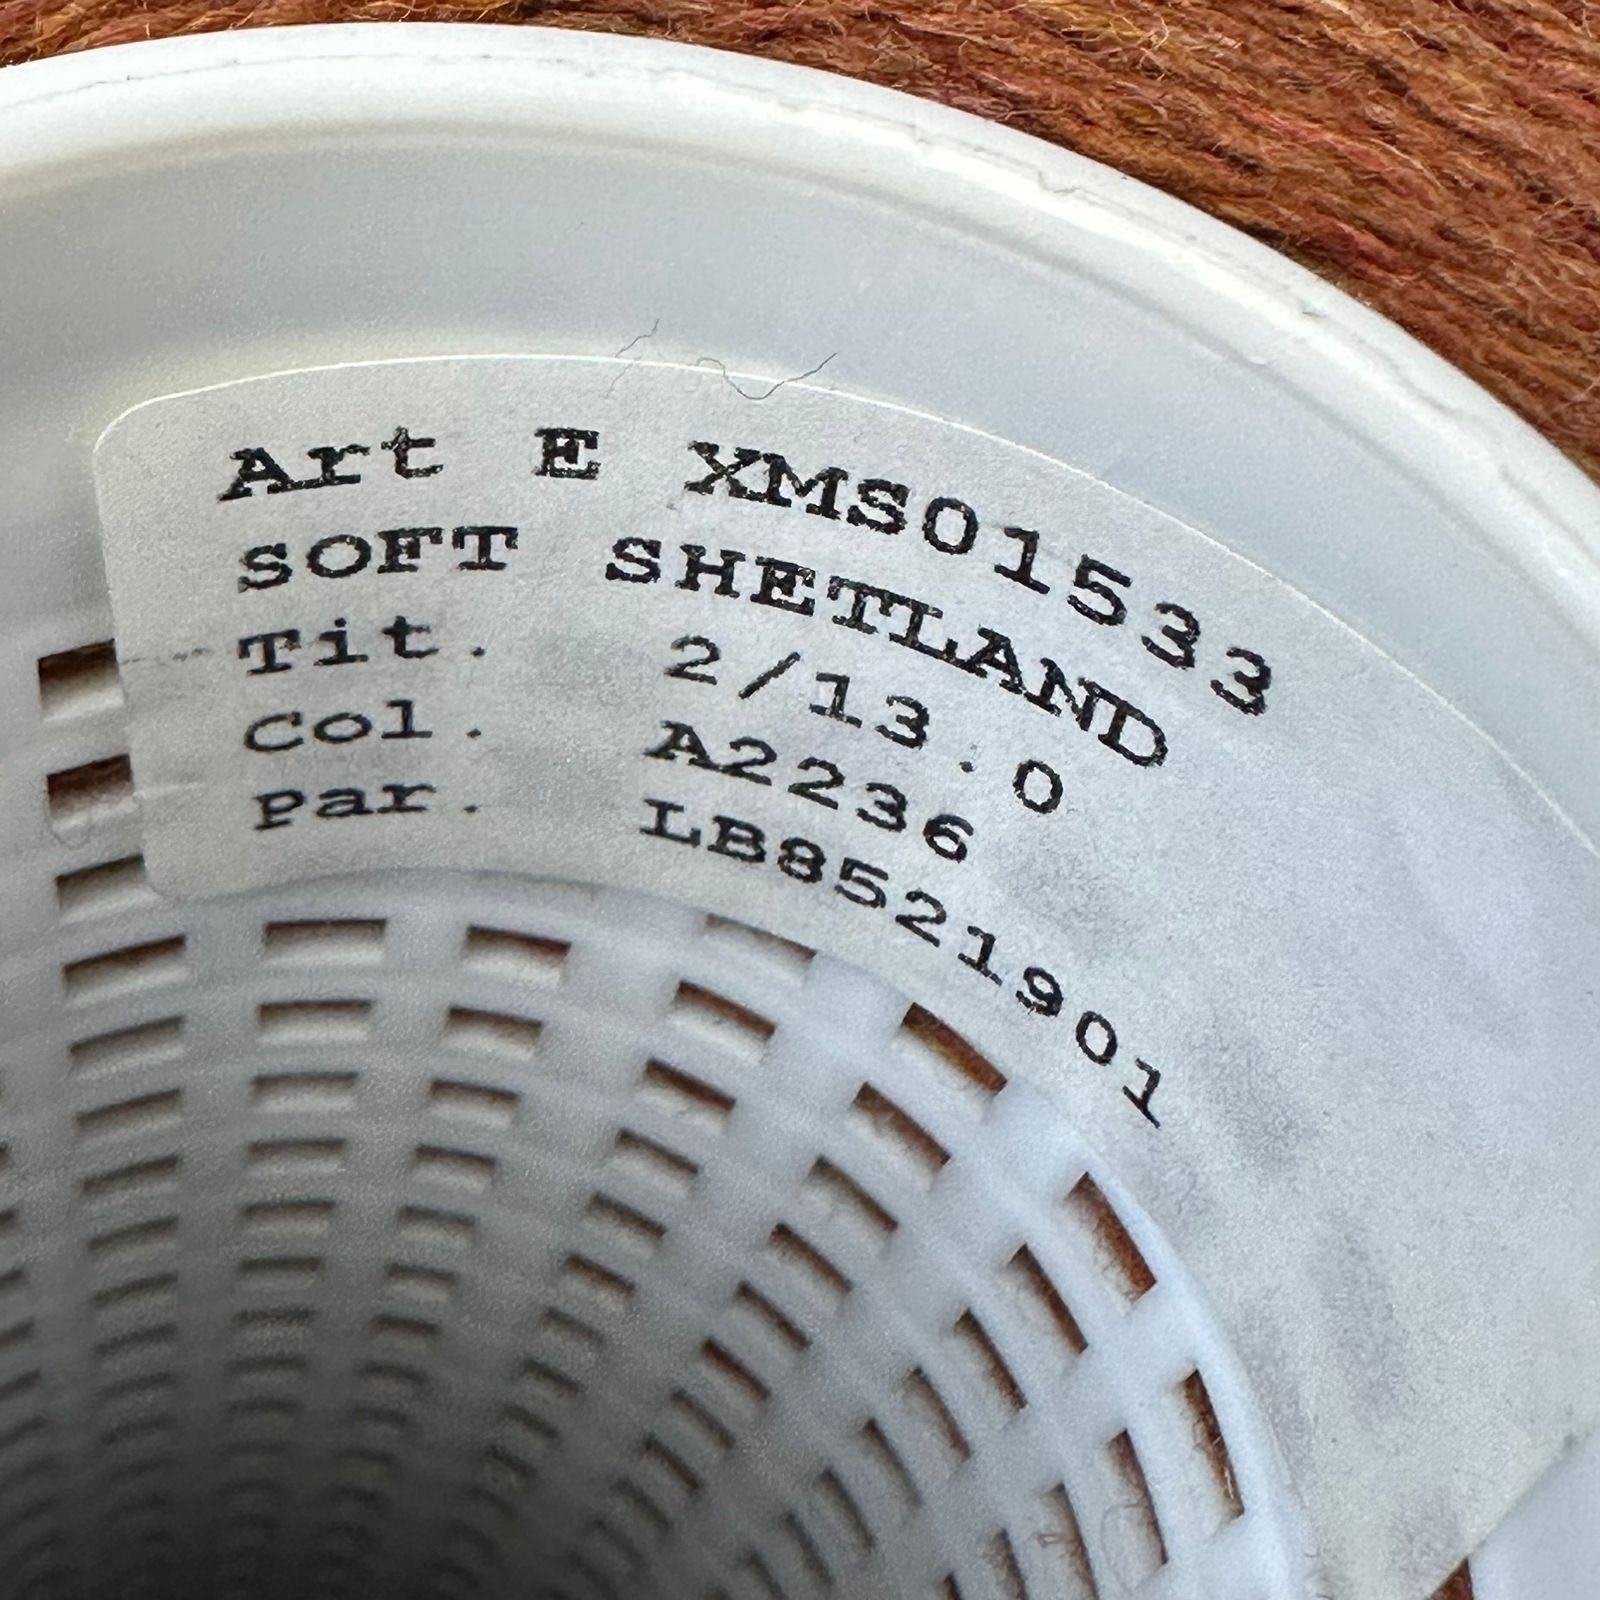 Art E XMS01533
SOFT SHETLAND
Tit. 2/13.0
Col. A2236
Par. LB8521901